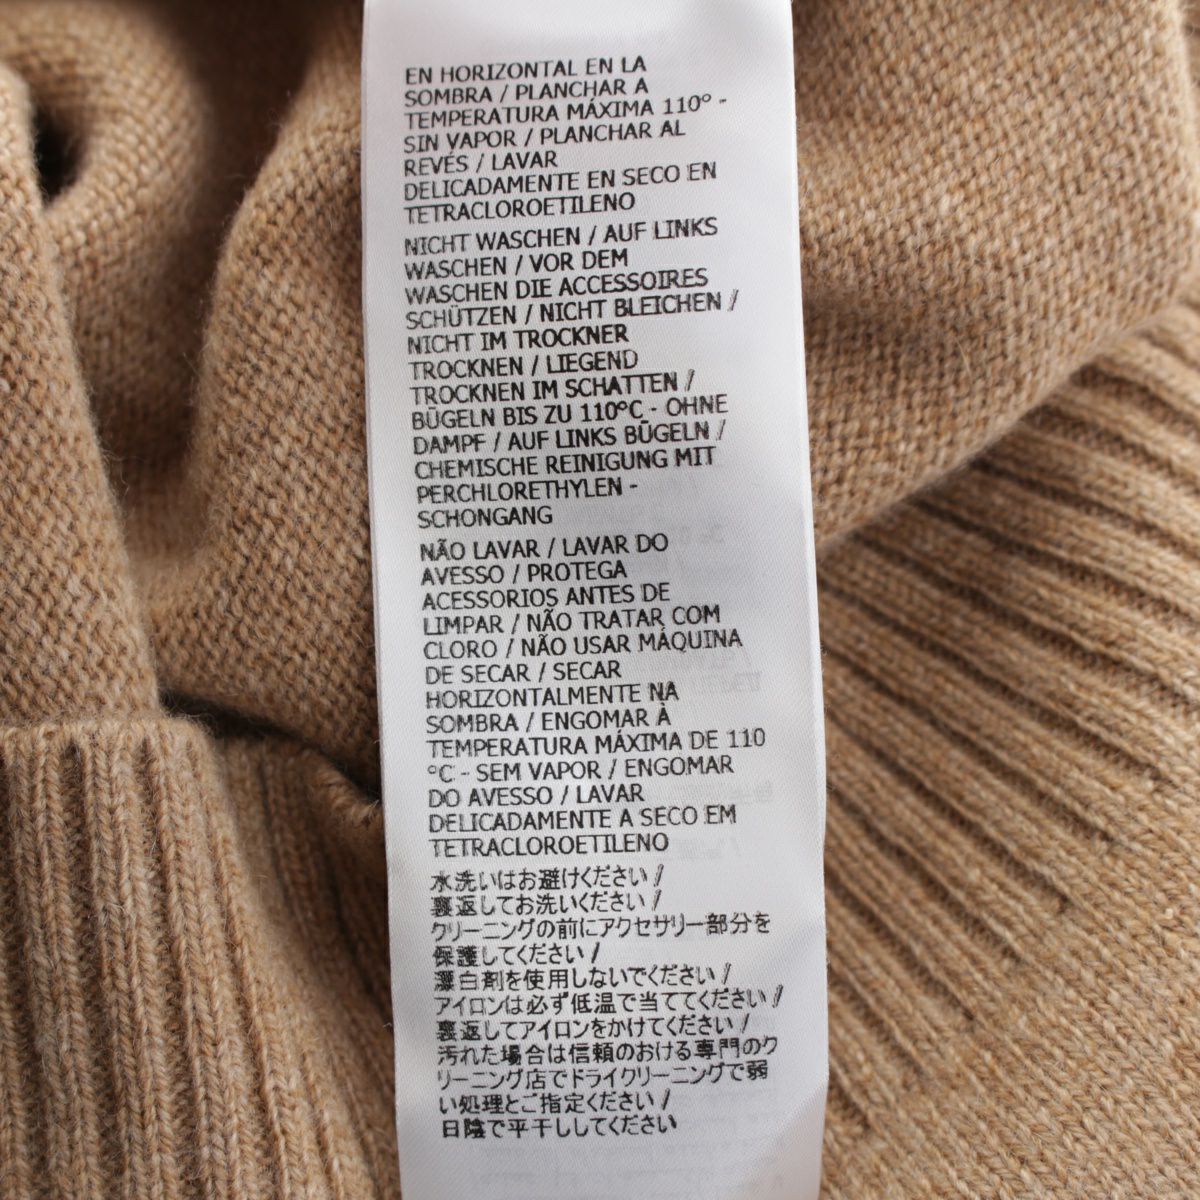 EN HORIZONTAL EN LA
SOMBRA / PLANCHAR A
TEMPERATURA MÁXIMA 110° -
SIN VAPOR / PLANCHAR AL
REVÉS / LAVAR
DELICADAMENTE EN SECO EN
TETRACLOROETILENO
NICHT WASCHEN / AUF LINKS
WASCHEN / VOR DEM
WASCHEN DIE ACCESSOIRES
SCHÜTZEN / NICHT BLEICHEN /
NICHT IM TROCKNER
TROCKNEN / LIEGEND
TROCKNEN IM SCHATTEN /
BÜGELN BIS ZU 110°C - OHNE
DAMPF / AUF LINKS BÜGELN /
CHEMISCHE REINIGUNG MIT
PERCHLORETHYLEN -
SCHONGANG
NÃO LAVAR / LAVAR DO
AVESSO / PROTEGA
ACESSORIOS ANTES DE
LIMPAR / NÃO TRATAR COM
CLORO / NÃO USAR MÁQUINA
DE SECAR / SECAR
HORIZONTALMENTE NA
SOMBRA / ENGOMAR À
TEMPERATURA MÁXIMA DE 110
°C - SEM VAPOR / ENGOMAR
DO AVESSO / LAVAR
DELICADAMENTE A SECO EM
TETRACLOROETILENO
水洗いはお避けください /
裏返してお洗いください /
クリーニングの前にアクセサリー部分を
保護してください /
漂白剤を使用しないでください /
アイロンは必ず低温で当ててください /
裏返してアイロンをかけてください /
汚れた場合は信頼のおける専門のク
リーニング店でドライクリーニングで弱
い処理とご指定ください /
日陰で平干ししてください